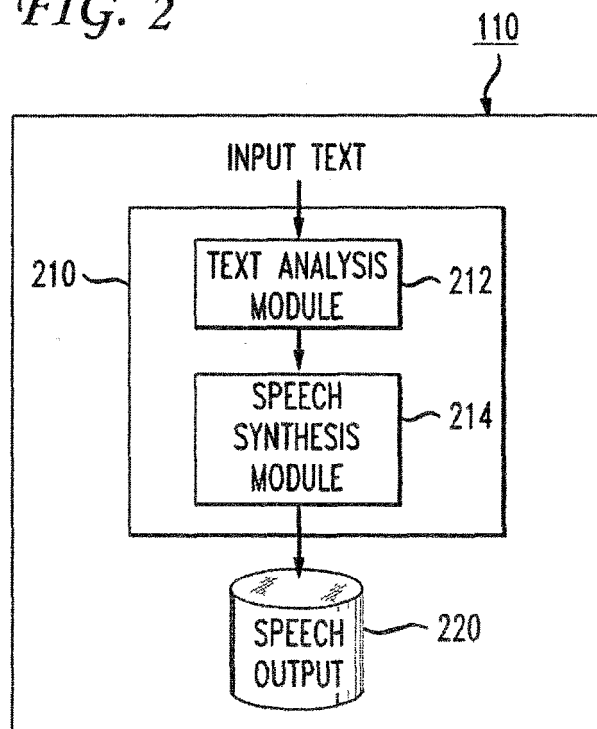 FIG. 2
110
INPUT TEXT
210
TEXT ANALYSIS
MODULE
212
SPEECH
SYNTHESIS
MODULE
214
SPEECH
OUTPUT
220